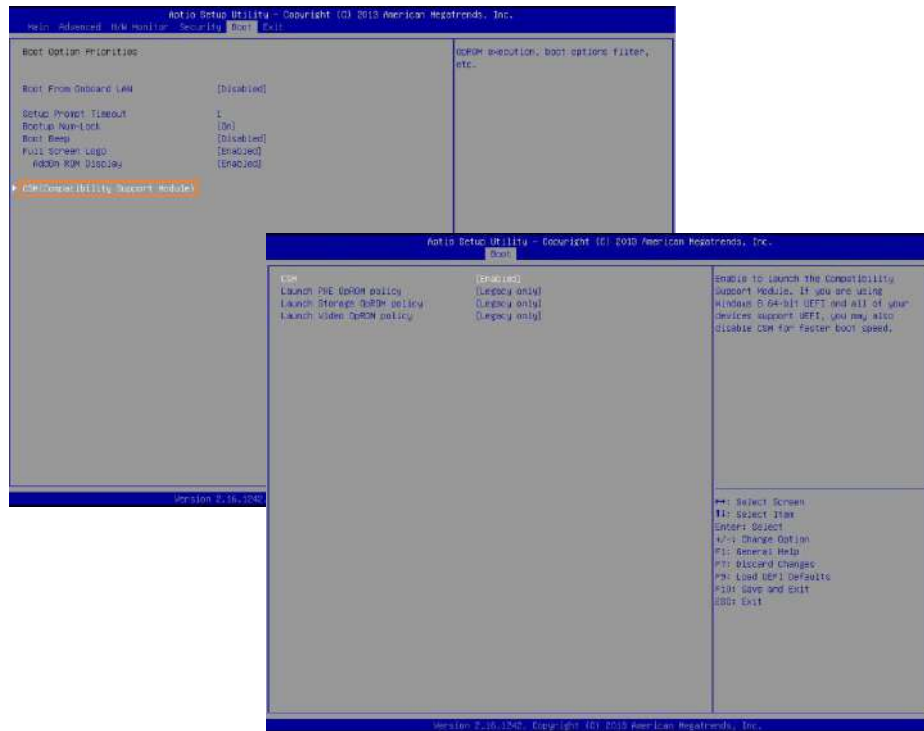 Aptio Setup Utility - Copyright (C) 2013 American Megatrends, Inc.
Main Advanced H/W Monitor Security Boot Exit
Boot Option Priorities
OpROM execution, boot options filter,
etc.
Boot From Onboard LAN [Disabled]
Setup Prompt Timeout 1
Bootup Num-Lock [On]
Boot Beep [Disabled]
Full Screen Logo [Enabled]
AddOn ROM Display [Enabled]
CSM(Compatibility Support Module)
Version 2.16.1242.
Aptio Setup Utility - Copyright (C) 2013 American Megatrends, Inc.
Boot
CSM [Enabled]
Launch PXE OpROM policy [Legacy only]
Launch Storage OpROM policy [Legacy only]
Launch Video OpROM policy [Legacy only]
Enable to launch the Compatibility
Support Module. If you are using
Windows 8 64-bit UEFI and all of your
devices support UEFI, you may also
disable CSM for faster boot speed.
→←: Select Screen
↑↓: Select Item
Enter: Select
+/-: Change Option
F1: General Help
F7: Discard Changes
F9: Load UEFI Defaults
F10: Save and Exit
ESC: Exit
Version 2.16.1242. Copyright (C) 2013 American Megatrends, Inc.